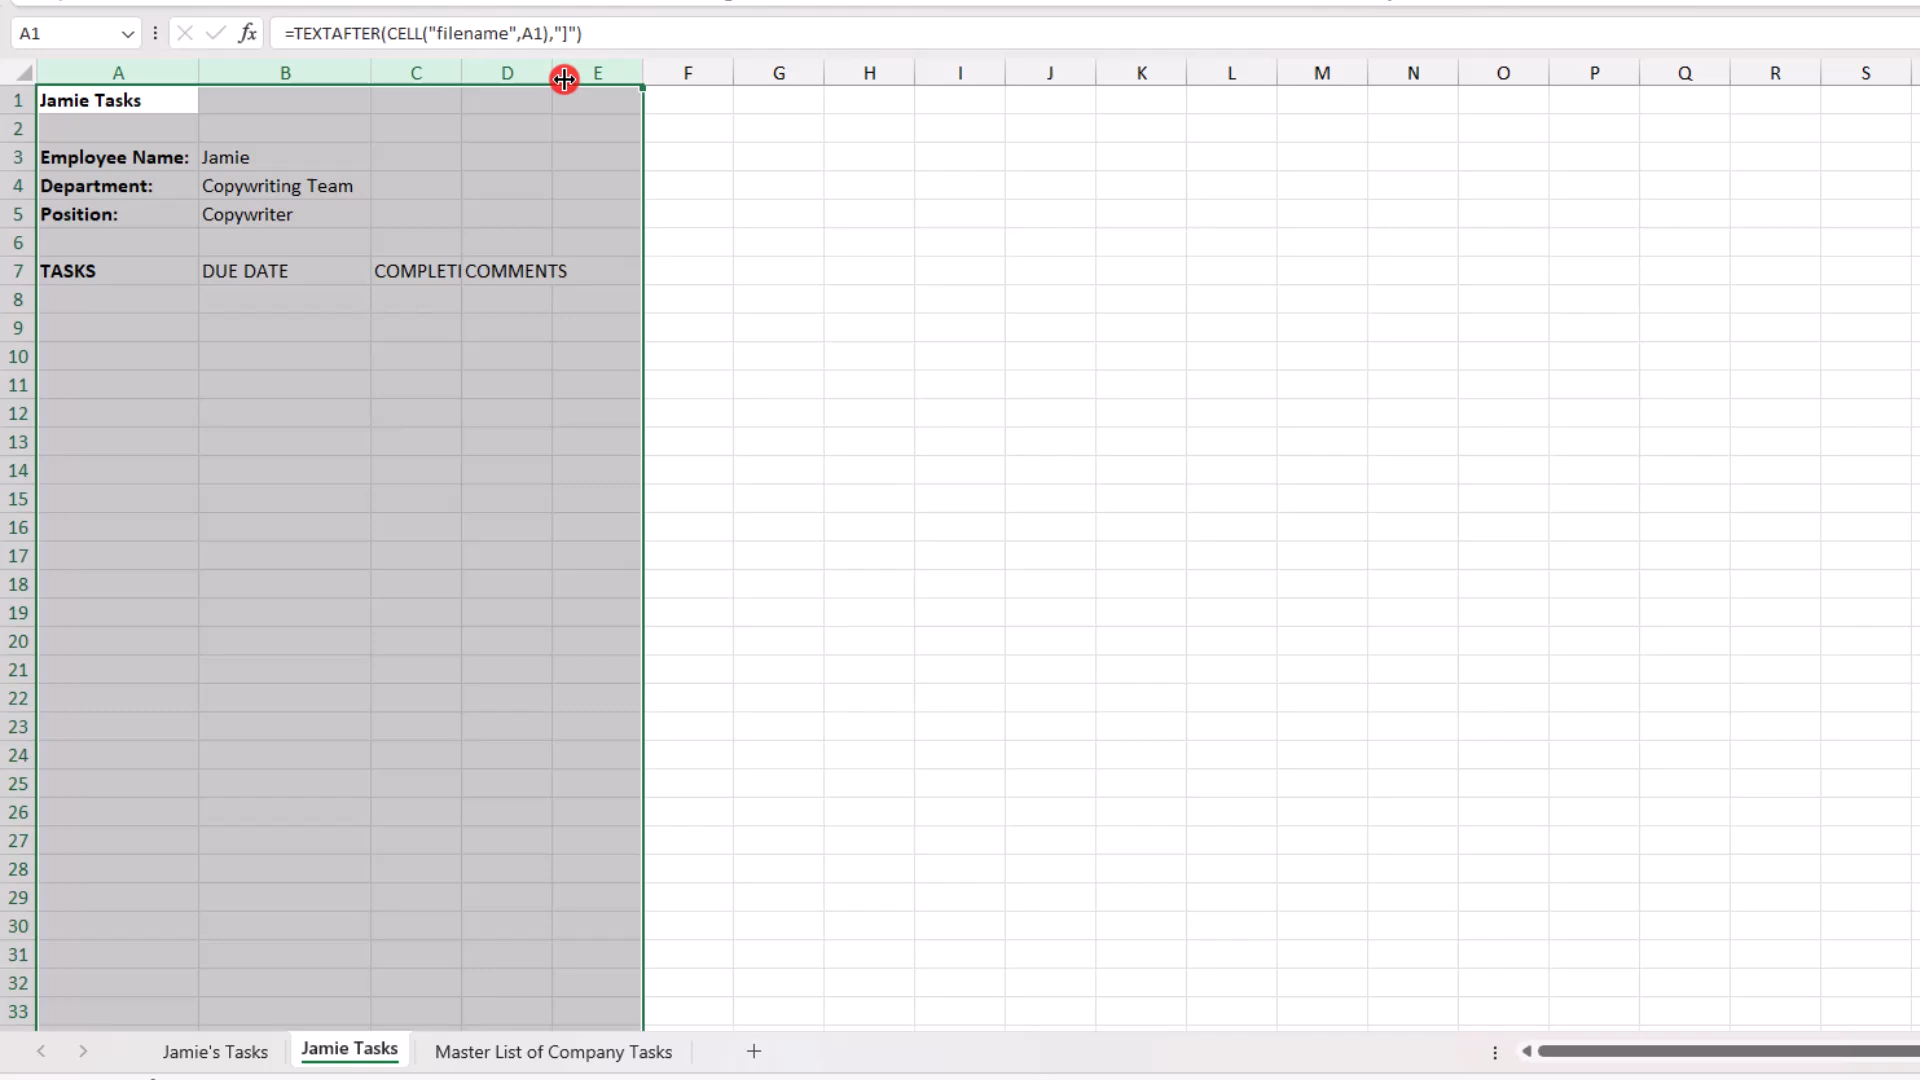 A1
fx
=TEXTAFTER(CELL("filename",A1),"]")
A B C D E F G H I J K L M N O P Q R S
1 Jamie Tasks
2
3 Employee Name: Jamie
4 Department: Copywriting Team
5 Position: Copywriter
6
7 TASKS DUE DATE COMPLETI COMMENTS
8
9
10
11
12
13
14
15
16
17
18
19
20
21
22
23
24
25
26
27
28
29
30
31
32
33
Jamie's Tasks Jamie Tasks Master List of Company Tasks